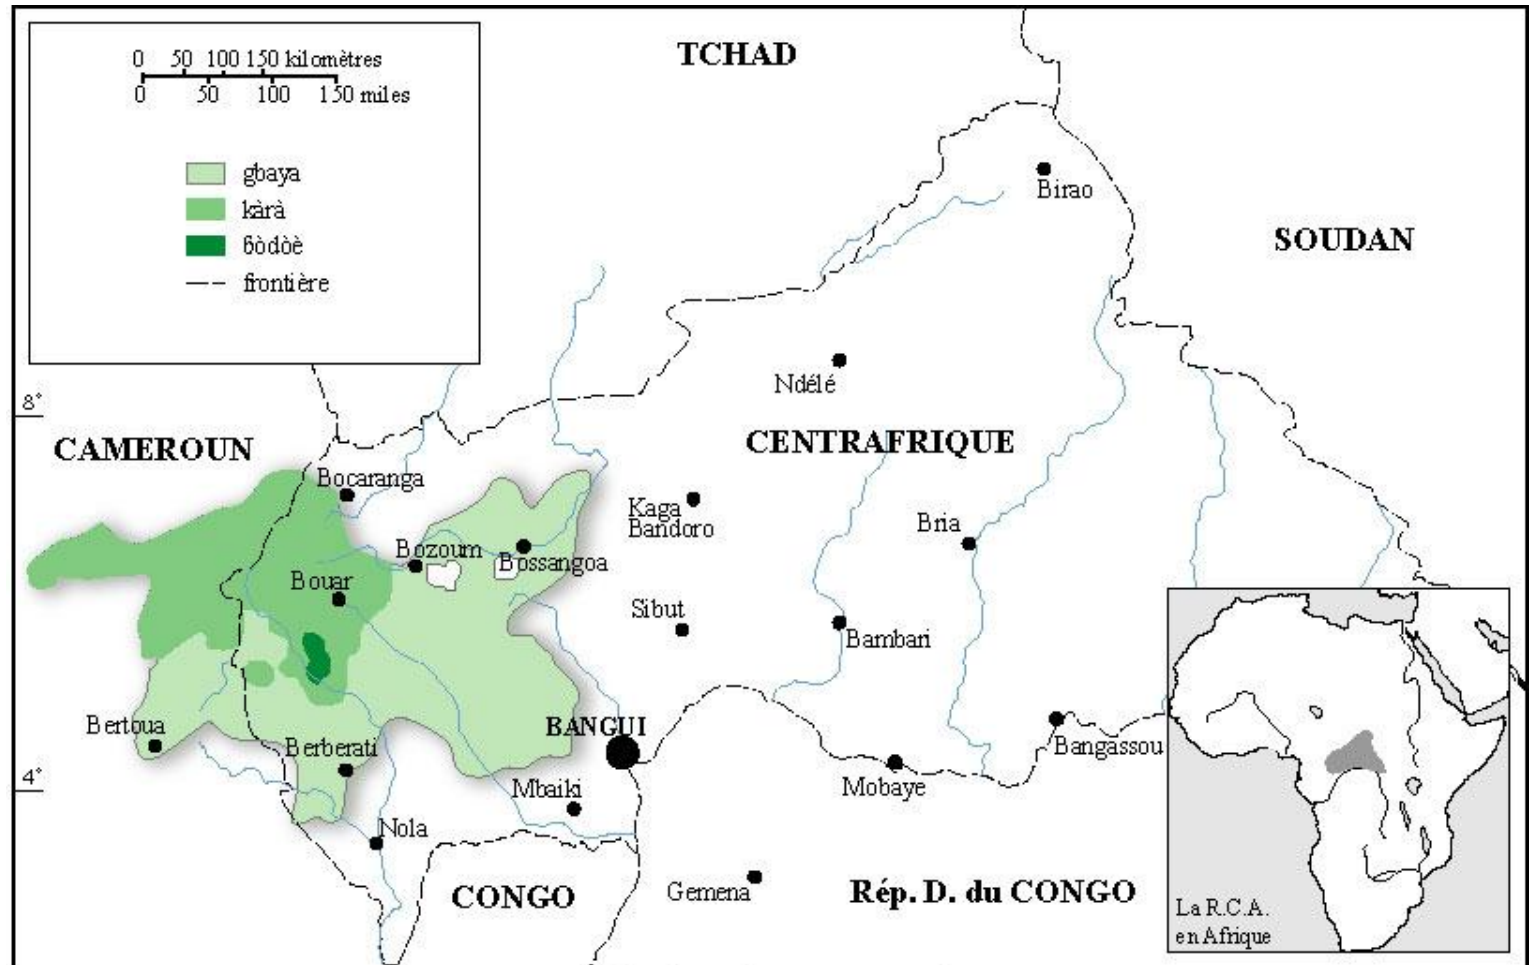 0 50 100 150 kilomètres
0 50 100 150 miles
gbaya
kàrà
ɓòdòè
frontière
TCHAD
Birao
SOUDAN
Ndélé
8°
CAMEROUN
CENTRAFRIQUE
Bocaranga
Kaga
Bandoro
Bria
Bozoum
Bossangoa
Bouar
Sibut
Bambari
Bertoua
BANGUI
Berberati
Bangassou
4°
Mbaiki
Mobaye
Nola
CONGO
Gemena
Rép. D. du CONGO
La R.C.A.
en Afrique